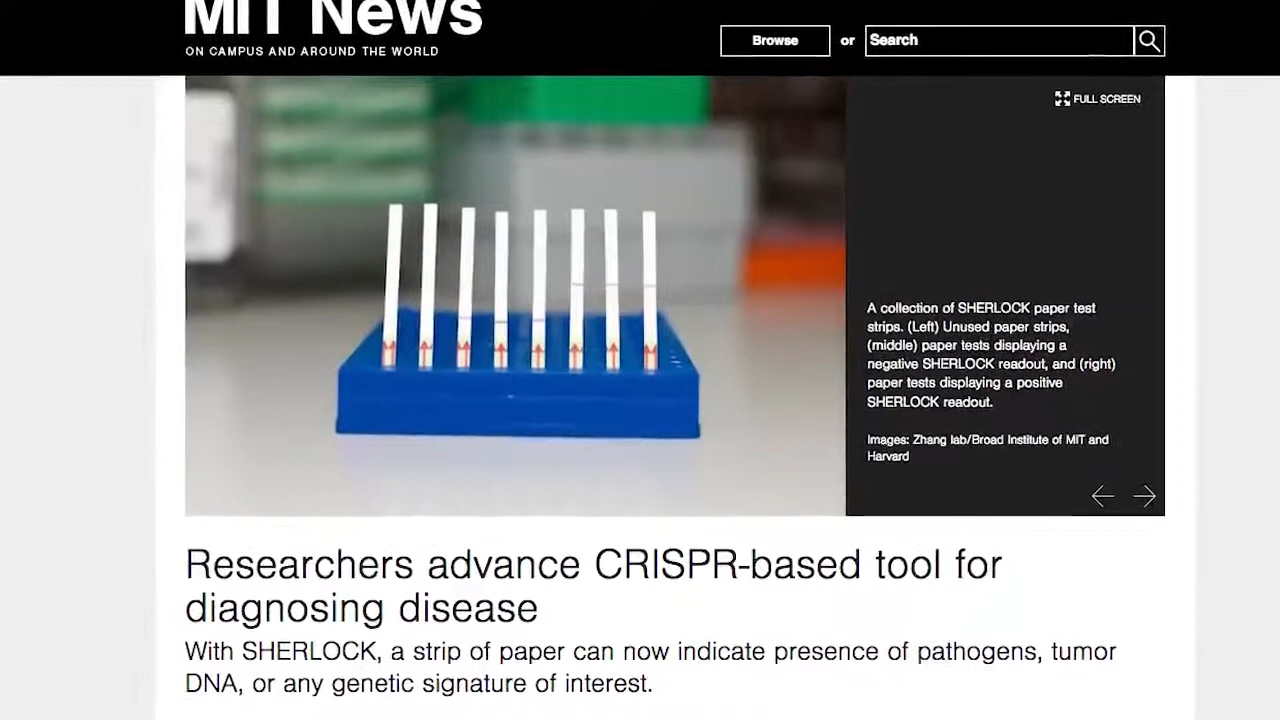 MIT News
ON CAMPUS AND AROUND THE WORLD
Browse
or
Search
FULL SCREEN
A collection of SHERLOCK paper test
strips. (Left) Unused paper strips,
(middle) paper tests displaying a
negative SHERLOCK readout, and (right)
paper tests displaying a positive
SHERLOCK readout.
Images: Zhang lab/Broad Institute of MIT and
Harvard
Researchers advance CRISPR-based tool for
diagnosing disease
With SHERLOCK, a strip of paper can now indicate presence of pathogens, tumor
DNA, or any genetic signature of interest.